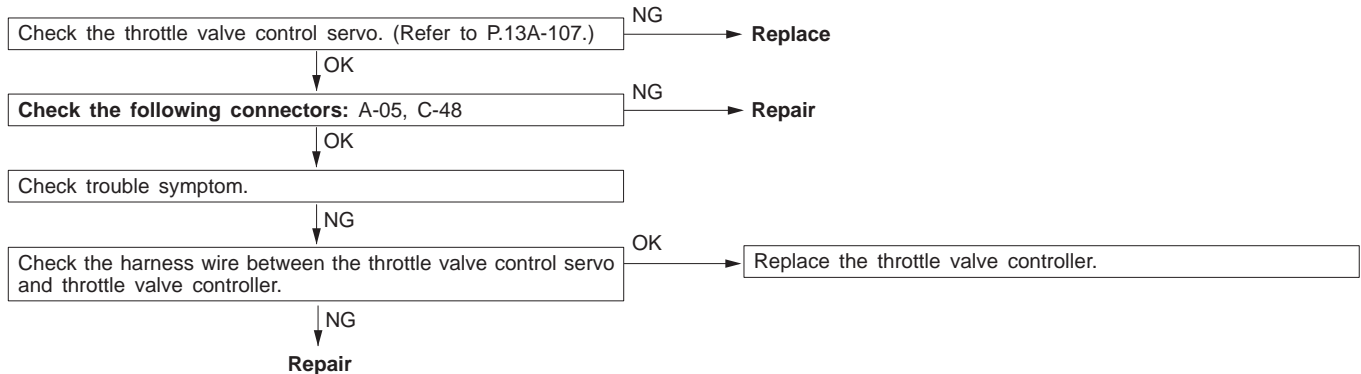 NG
Check the throttle valve control servo. (Refer to P.13A-107.)
Replace
OK
NG
Check the following connectors: A-05, C-48
Repair
OK
Check trouble symptom.
NG
OK
Check the harness wire between the throttle valve control servo
and throttle valve controller.
Replace the throttle valve controller.
NG
Repair